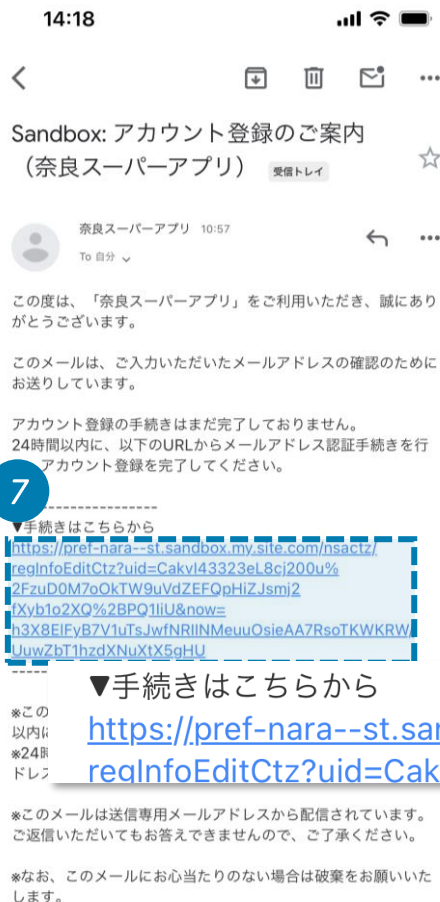 14:18
Sandbox: アカウント登録のご案内
（奈良スーパーアプリ） 受信トレイ
奈良スーパーアプリ 10:57
To 自分
この度は、「奈良スーパーアプリ」をご利用いただき、誠にあり
がとうございます。
このメールは、ご入力いただいたメールアドレスの確認のために
お送りしています。
アカウント登録の手続きはまだ完了しておりません。
24時間以内に、以下のURLからメールアドレス認証手続きを行
アカウント登録を完了してください。
7
-----------------
▼手続きはこちらから
https://pref-nara--st.sandbox.my.site.com/nsactz/
regInfoEditCtz?uid=CakvI43323eL8cj200u%
2FzuD0M7oOkTW9uVdZEFQpHiZJsmj2
fXyb1o2XQ%2BPQ1IiU&now=
h3X8ElFyB7V1uTsJwfNRIlNMeuuOsieAA7RsoTKWKRW
UuwZbT1hzdXNuXtX5gHU
----
▼手続きはこちらから
https://pref-nara--st.sar
regInfoEditCtz?uid=Cak
※この
以内に
※24時
ドレス
※このメールは送信専用メールアドレスから配信されています。
ご返信いただいてもお答えできませんので、ご了承ください。
※なお、このメールにお心当たりのない場合は破棄をお願いいた
します。